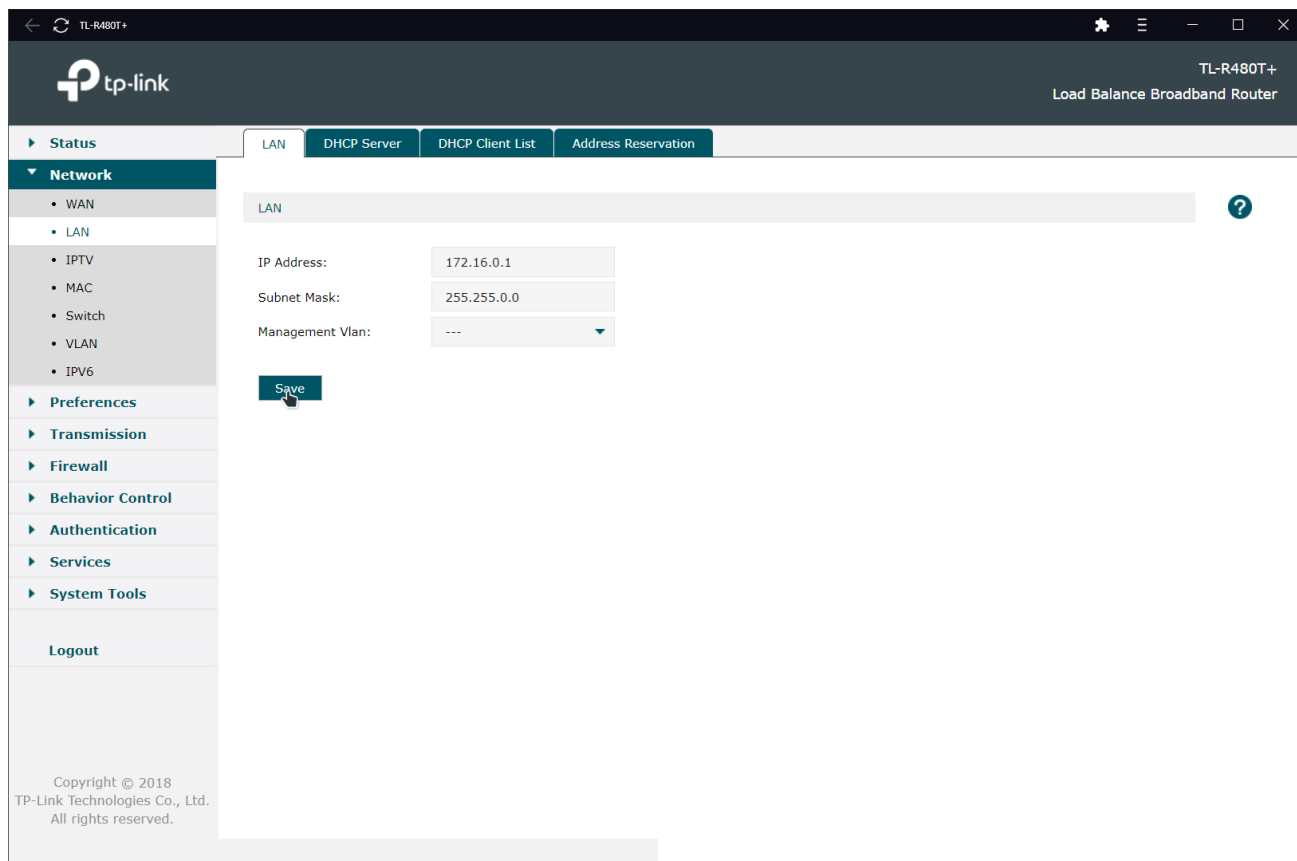 TL-R480T+
tp-link
TL-R480T+
Load Balance Broadband Router
Status
Network
WAN
LAN
IPTV
MAC
Switch
VLAN
IPV6
Preferences
Transmission
Firewall
Behavior Control
Authentication
Services
System Tools
Logout
Copyright © 2018
TP-Link Technologies Co., Ltd.
All rights reserved.
LAN DHCP Server DHCP Client List Address Reservation
LAN
?
IP Address: 172.16.0.1
Subnet Mask: 255.255.0.0
Management Vlan: ---
Save